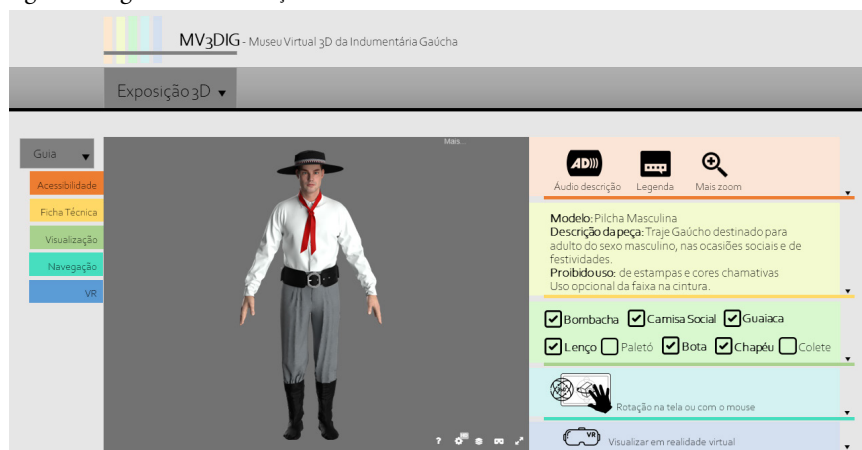 MV3DIG - Museu Virtual 3D da Indumentária Gaúcha
Exposição 3D
Guia
Acessibilidade
Ficha Técnica
Visualização
Navegação
VR
Mais...
?
AD)))
Áudio descrição Legenda Mais zoom
Modelo: Pilcha Masculina
Descrição da peça: Traje Gaúcho destinado para
adulto do sexo masculino, nas ocasiões sociais e de
festividades.
Proibido uso: de estampas e cores chamativas
Uso opcional da faixa na cintura.
Bombacha Camisa Social Guaiaca
Lenço Paletó Bota Chapéu Colete
Rotação na tela ou com o mouse
VR
Visualizar em realidade virtual